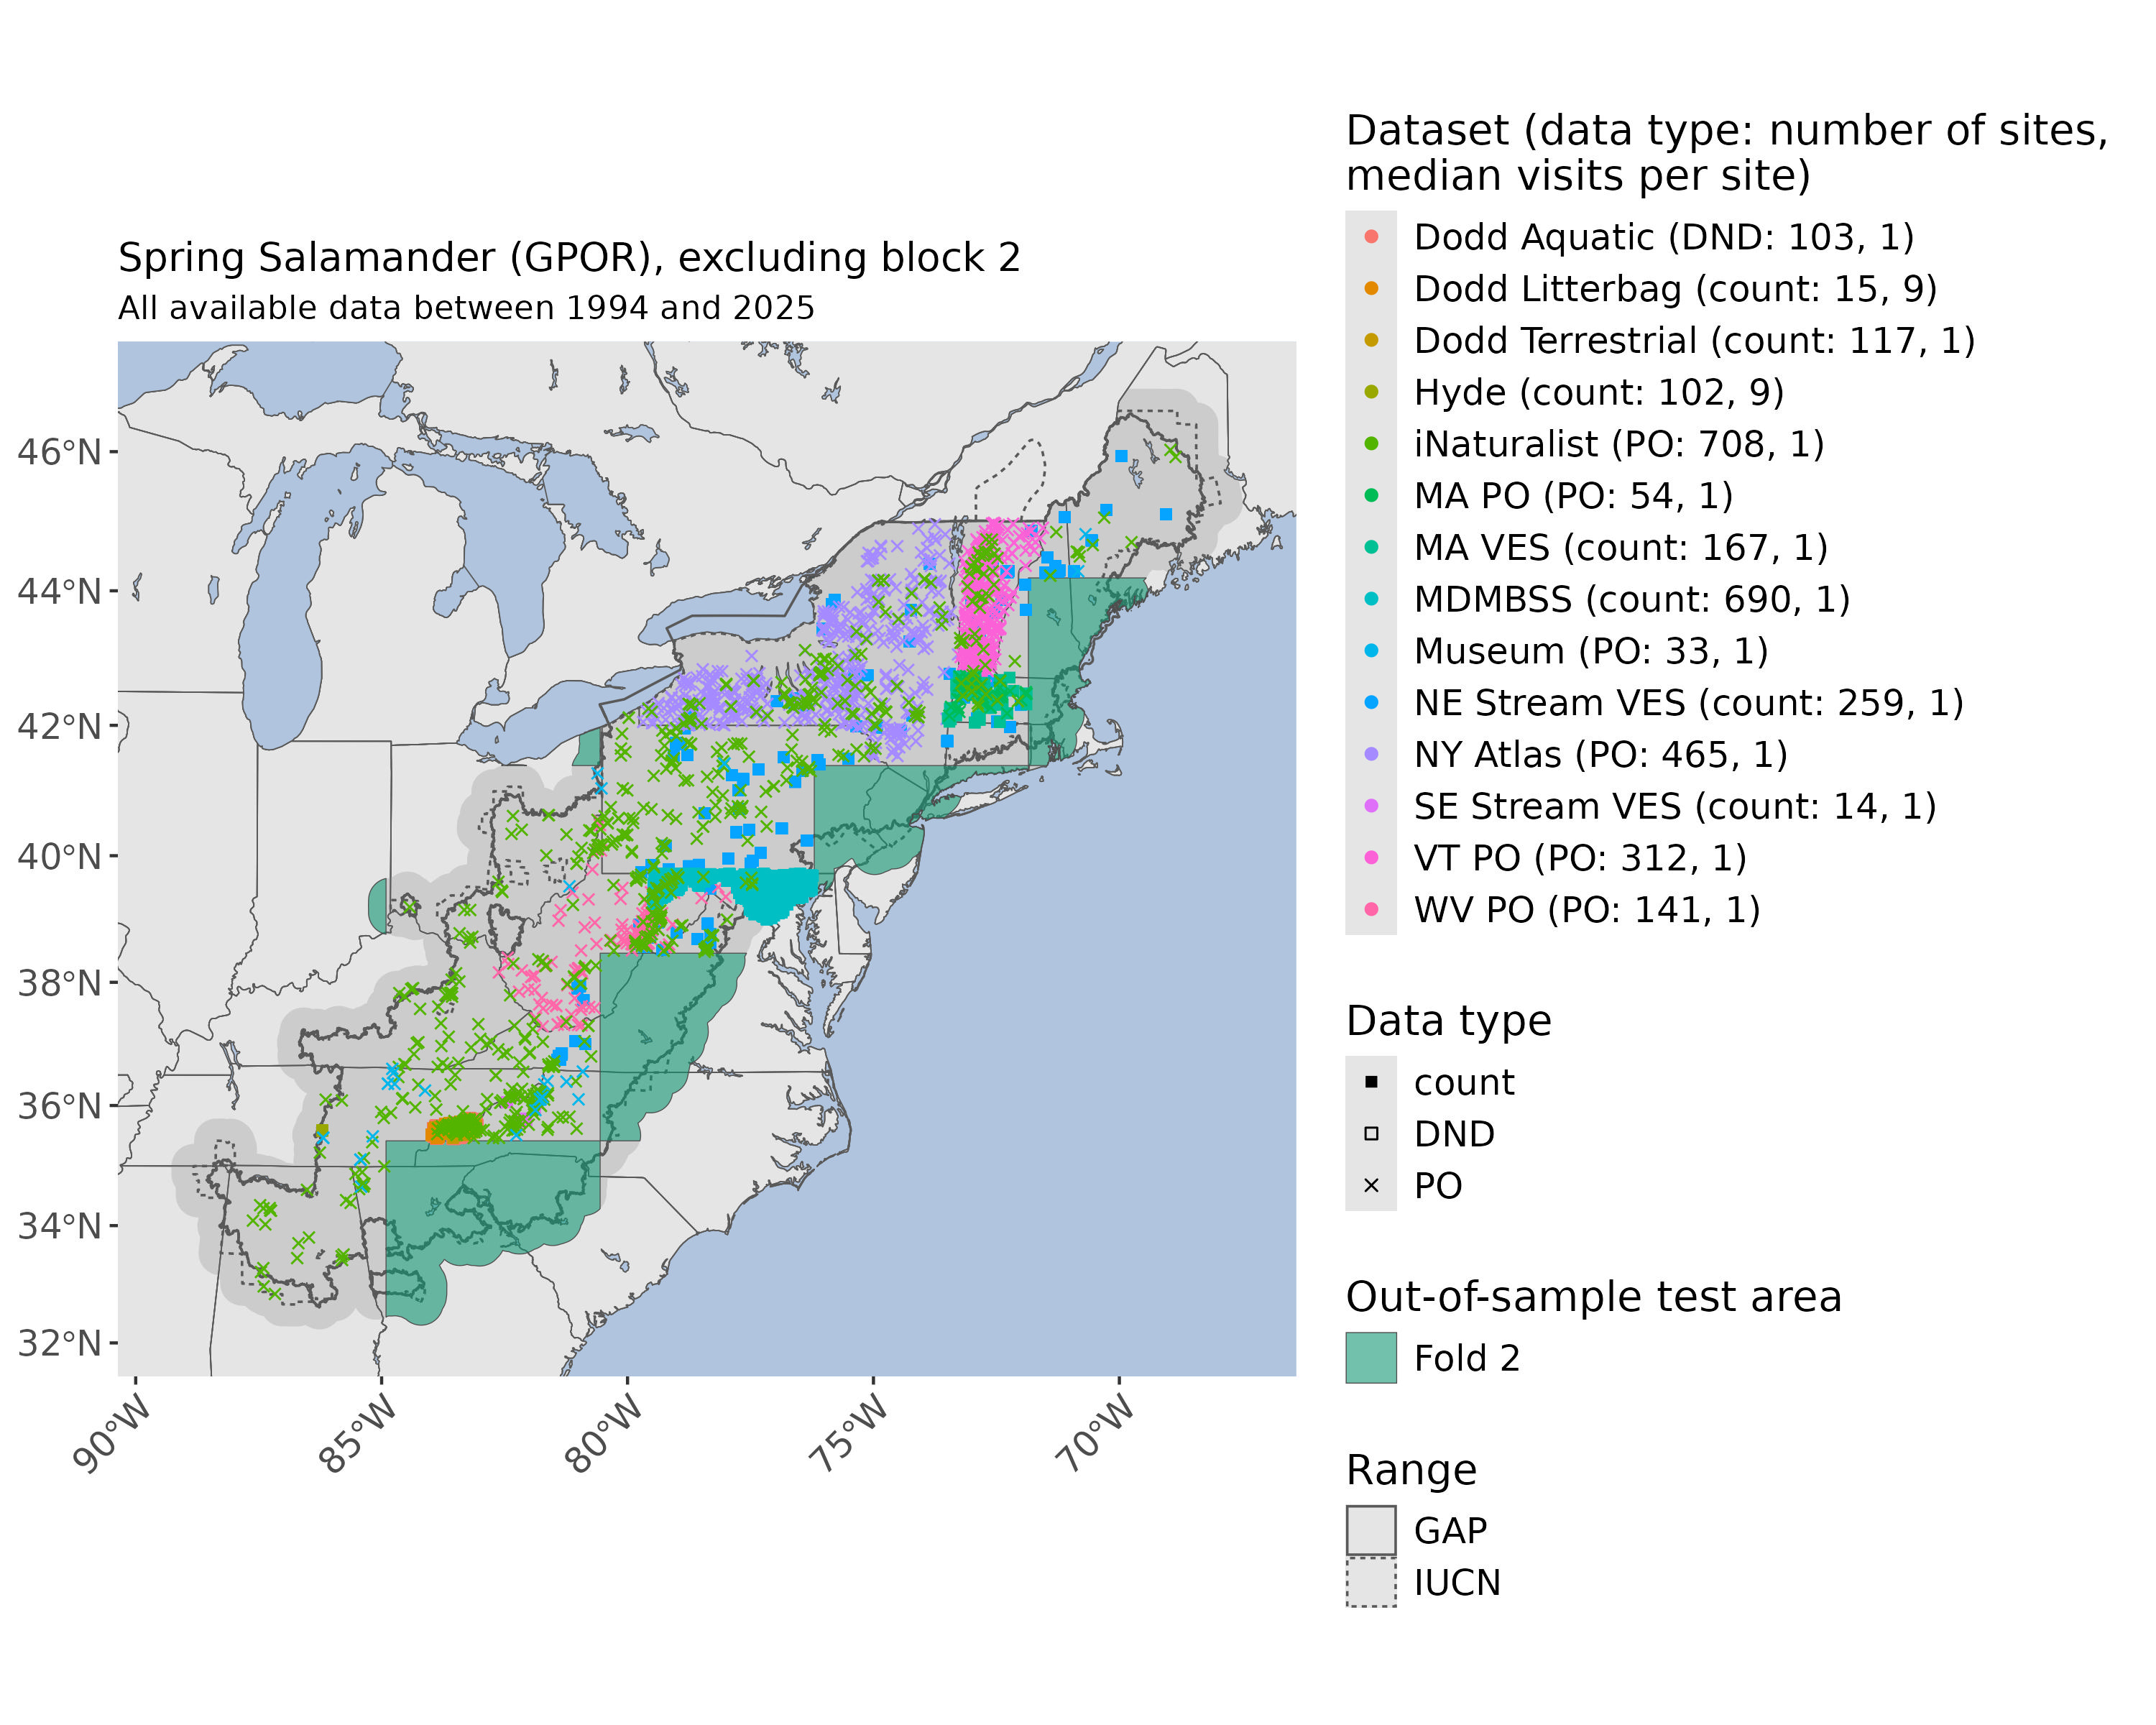 Spring Salamander (GPOR), excluding block 2
All available data between 1994 and 2025
46°N
44°N
42°N
40°N
38°N
36°N
34°N
32°N
90°W
85°W
80°W
75°W
70°W
Dataset (data type: number of sites,
median visits per site)
Dodd Aquatic (DND: 103, 1)
Dodd Litterbag (count: 15, 9)
Dodd Terrestrial (count: 117, 1)
Hyde (count: 102, 9)
iNaturalist (PO: 708, 1)
MA PO (PO: 54, 1)
MA VES (count: 167, 1)
MDMBSS (count: 690, 1)
Museum (PO: 33, 1)
NE Stream VES (count: 259, 1)
NY Atlas (PO: 465, 1)
SE Stream VES (count: 14, 1)
VT PO (PO: 312, 1)
WV PO (PO: 141, 1)
Data type
count
DND
PO
Out-of-sample test area
Fold 2
Range
GAP
IUCN